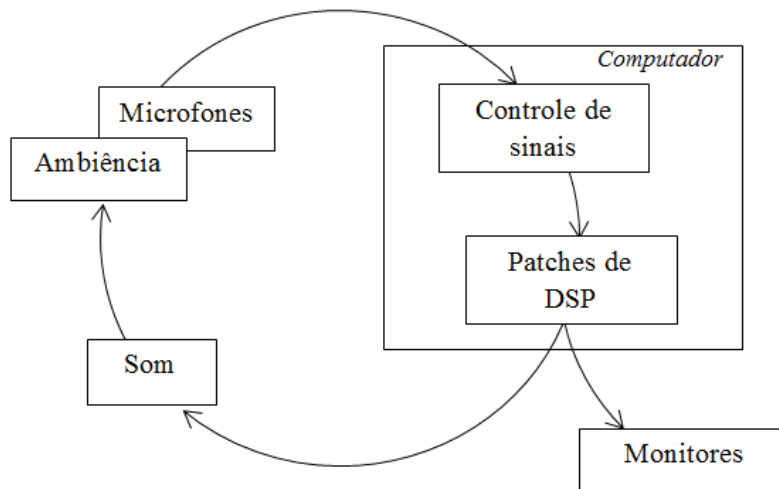 Computador
Microfones
Controle de
sinais
Ambiência
Patches de
DSP
Som
Monitores